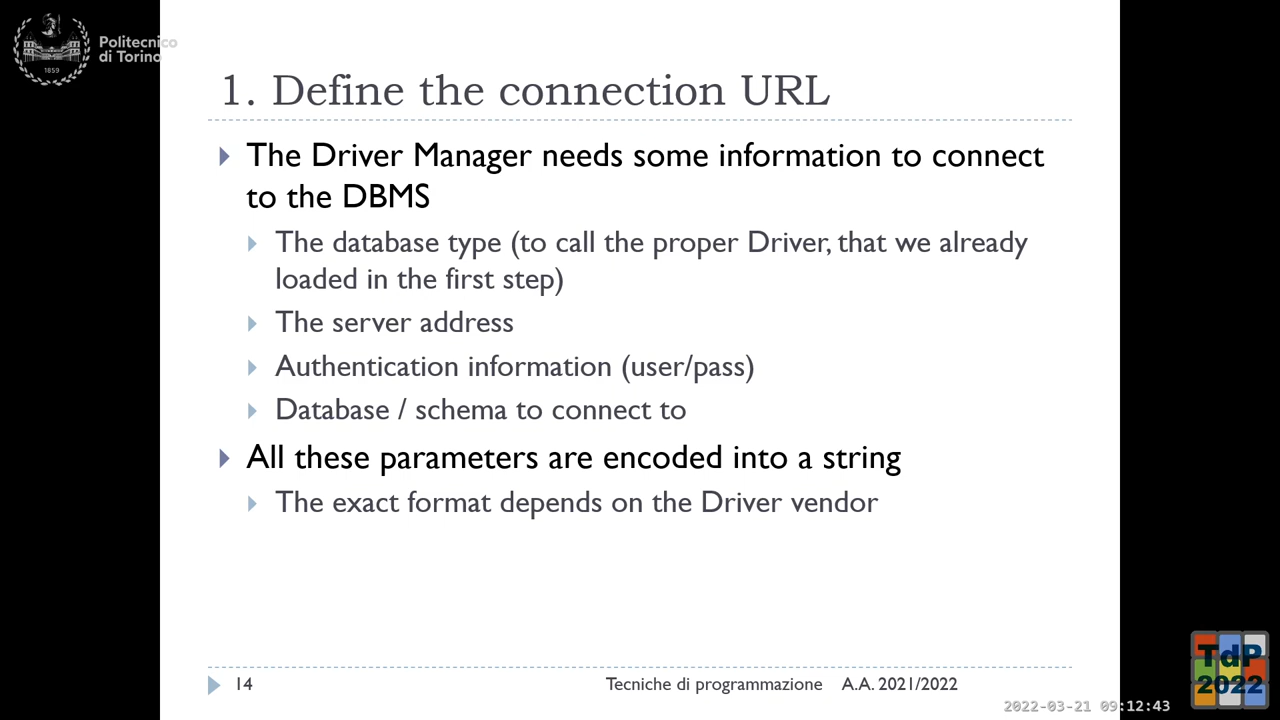 Politecnico
di Torino
1859
1. Define the connection URL
The Driver Manager needs some information to connect
to the DBMS
The database type (to call the proper Driver, that we already
loaded in the first step)
The server address
Authentication information (user/pass)
Database / schema to connect to
All these parameters are encoded into a string
The exact format depends on the Driver vendor
14
Tecniche di programmazione A.A. 2021/2022
TdP
2022
2022-03-21 09:12:43